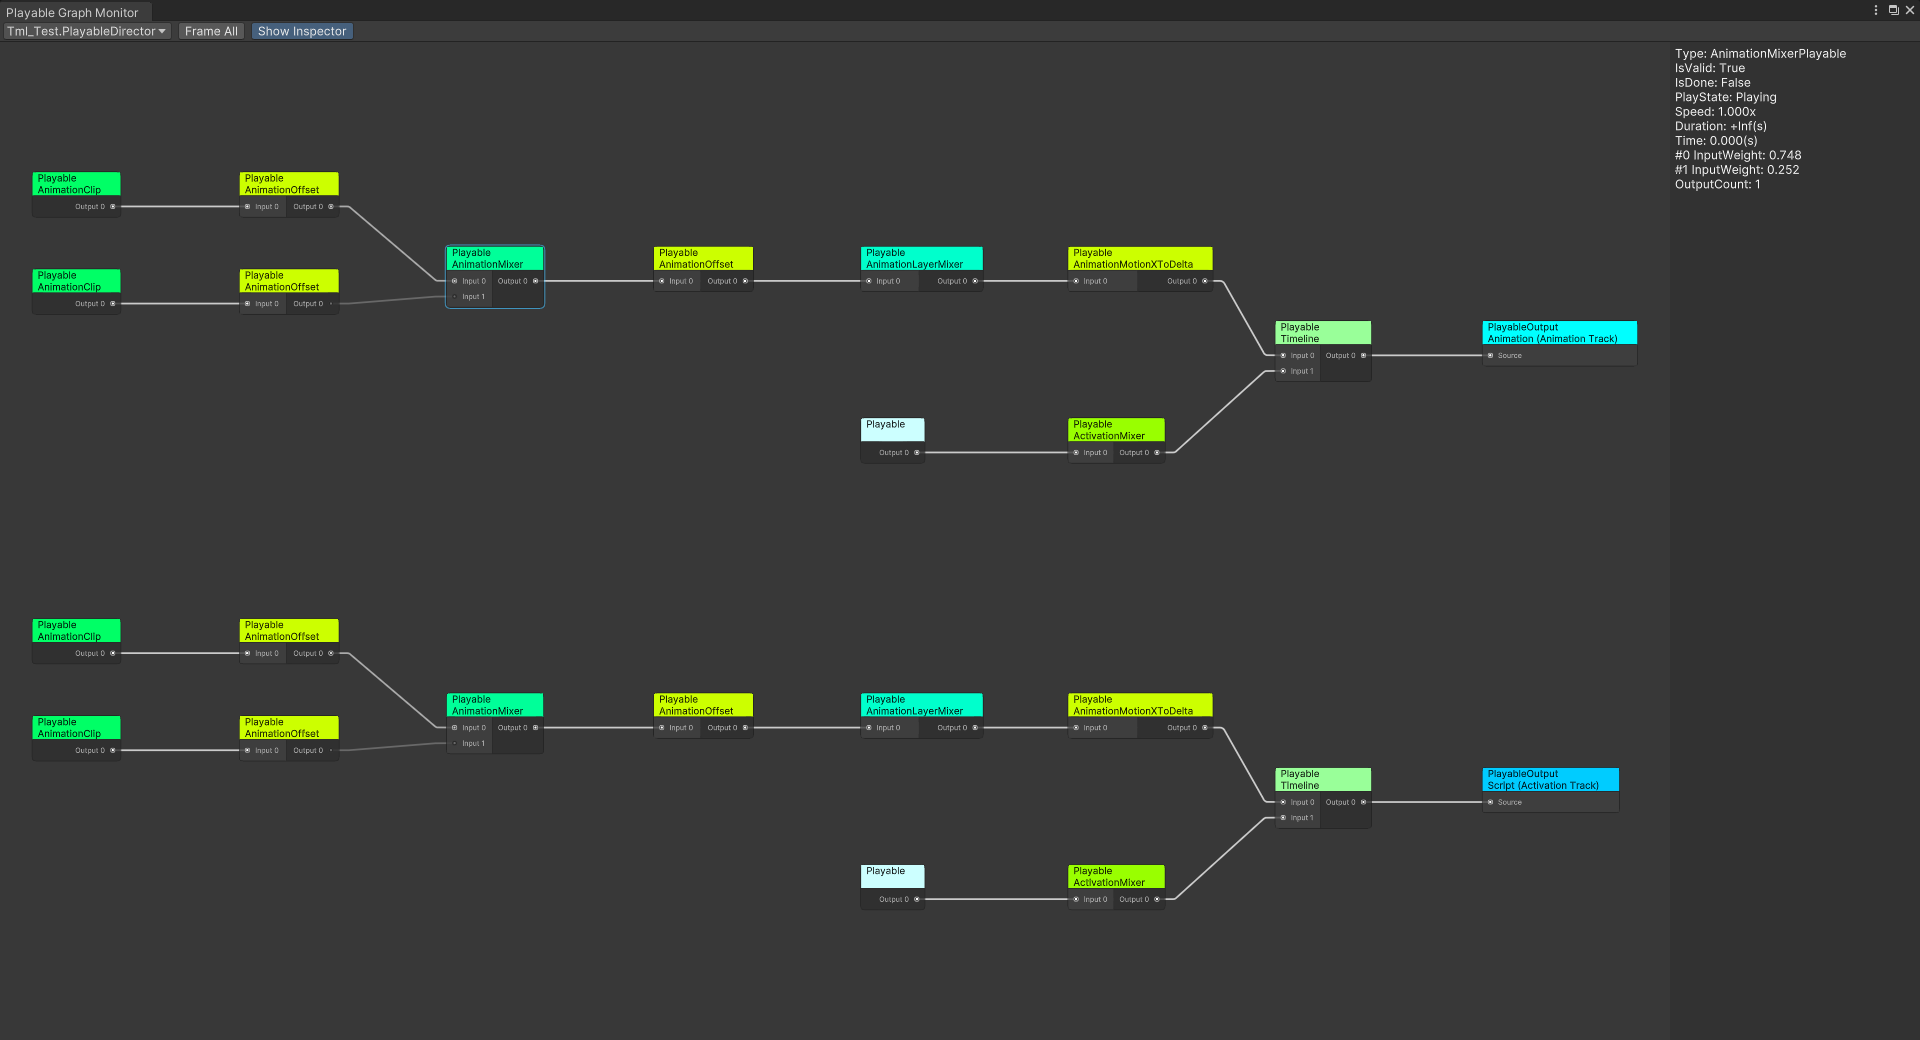 Playable Graph Monitor
Tml_Test.PlayableDirector
Frame All
Show Inspector
Type: AnimationMixerPlayable
IsValid: True
IsDone: False
PlayState: Playing
Speed: 1.000x
Duration: +Inf(s)
Time: 0.000(s)
#0 InputWeight: 0.748
#1 InputWeight: 0.252
OutputCount: 1
Playable
AnimationClip
Output 0
Playable
AnimationOffset
Input 0
Output 0
Playable
AnimationClip
Output 0
Playable
AnimationOffset
Input 0
Output 0
Playable
AnimationMixer
Input 0
Output 0
Input 1
Playable
AnimationOffset
Input 0
Output 0
Playable
AnimationLayerMixer
Input 0
Output 0
Playable
AnimationMotionXToDelta
Input 0
Output 0
Playable
Timeline
Input 0
Output 0
Input 1
PlayableOutput
Animation (Animation Track)
Source
Playable
Output 0
Playable
ActivationMixer
Input 0
Output 0
Playable
AnimationClip
Output 0
Playable
AnimationOffset
Input 0
Output 0
Playable
AnimationClip
Output 0
Playable
AnimationOffset
Input 0
Output 0
Playable
AnimationMixer
Input 0
Output 0
Input 1
Playable
AnimationOffset
Input 0
Output 0
Playable
AnimationLayerMixer
Input 0
Output 0
Playable
AnimationMotionXToDelta
Input 0
Output 0
Playable
Timeline
Input 0
Output 0
Input 1
PlayableOutput
Script (Activation Track)
Source
Playable
Output 0
Playable
ActivationMixer
Input 0
Output 0